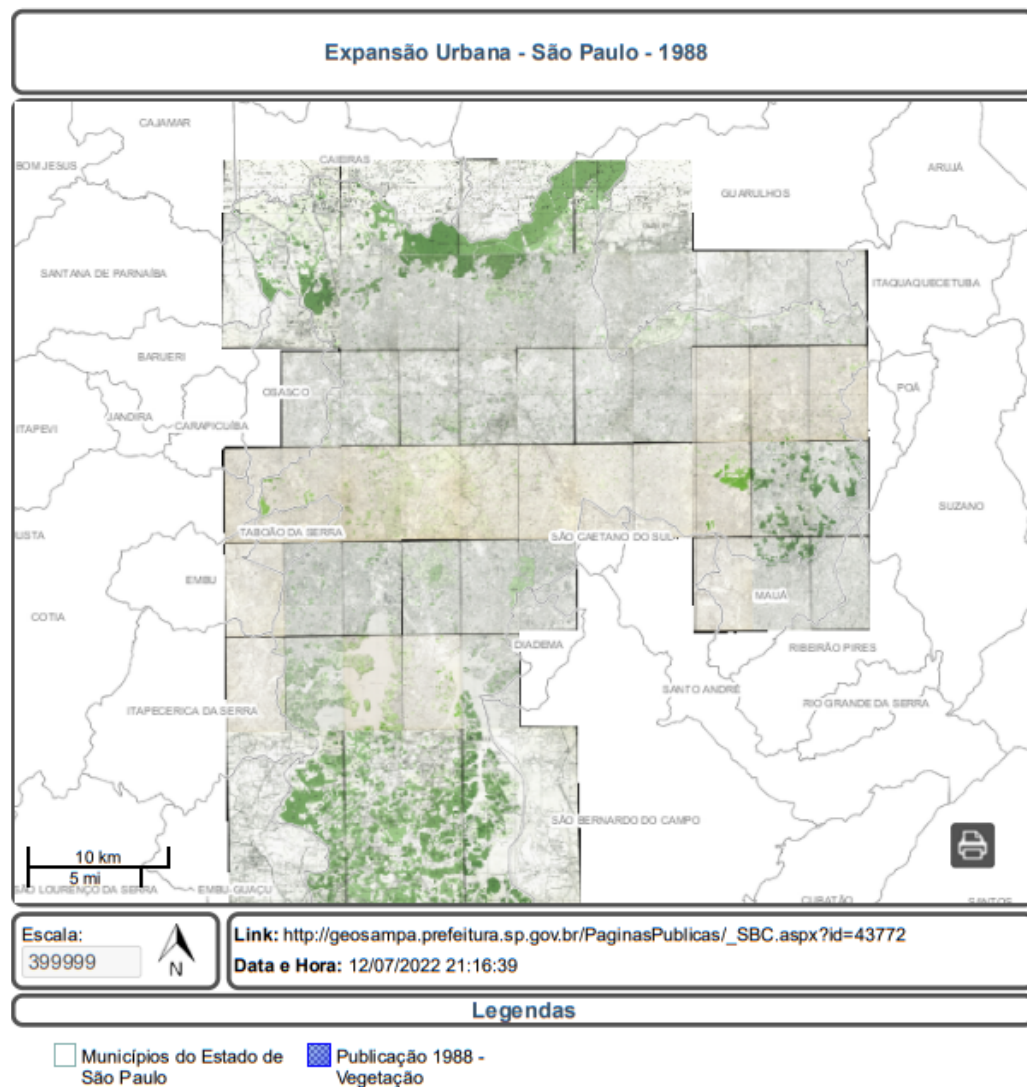 Expansão Urbana - São Paulo - 1988
CAJAMAR
BOM JESUS
CAIEIRAS
ARUJÁ
GUARULHOS
SANTANA DE PARNAÍBA
ITAQUAQUECETUBA
BARUERI
OSASCO
POÁ
JANDIRA
CARAPICUÍBA
ITAPEVI
SUZANO
TABOÃO DA SERRA
SÃO CAETANO DO SUL
USTA
EMBU
MAUÁ
COTIA
DIADEMA
RIBEIRÃO PIRES
SANTO ANDRÉ
RIO GRANDE DA SERRA
ITAPECERICA DA SERRA
SÃO BERNARDO DO CAMPO
10 km
5 mi
SÃO LOURENÇO DA SERRA
EMBU-GUAÇU
CUBATÃO
SANTOS
Escala:
399999
N
Link: http://geosampa.prefeitura.sp.gov.br/PaginasPublicas/_SBC.aspx?id=43772
Data e Hora: 12/07/2022 21:16:39
Legendas
Municípios do Estado de
São Paulo
Publicação 1988 -
Vegetação